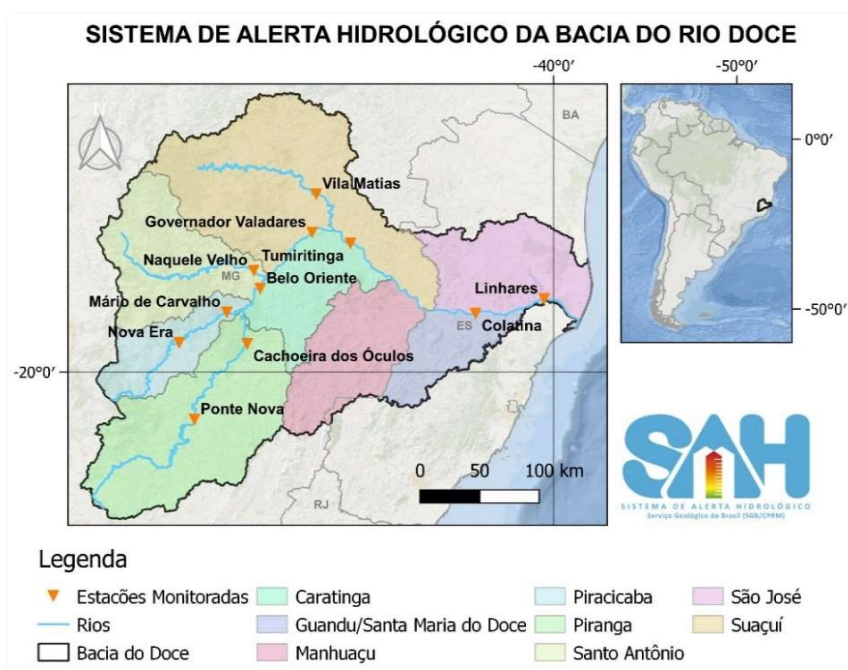 SISTEMA DE ALERTA HIDROLÓGICO DA BACIA DO RIO DOCE
-40°0'
-50°0'
N
BA
0°0'
Vila Matias
Governador Valadares
Tumiritinga
Naquele Velho
MG
Belo Oriente
Linhares
Mário de Carvalho
-50°0'
Nova Era
ES
Colatina
Cachoeira dos Óculos
-20°0'
Ponte Nova
0 50 100 km
RJ
SAH
SISTEMA DE ALERTA HIDROLÓGICO
Serviço Geológico do Brasil (SGB/CPRM)
Legenda
Estacões Monitoradas
Caratinga
Piracicaba
São José
Rios
Guandu/Santa Maria do Doce
Piranga
Suaçuí
Bacia do Doce
Manhuaçu
Santo Antônio